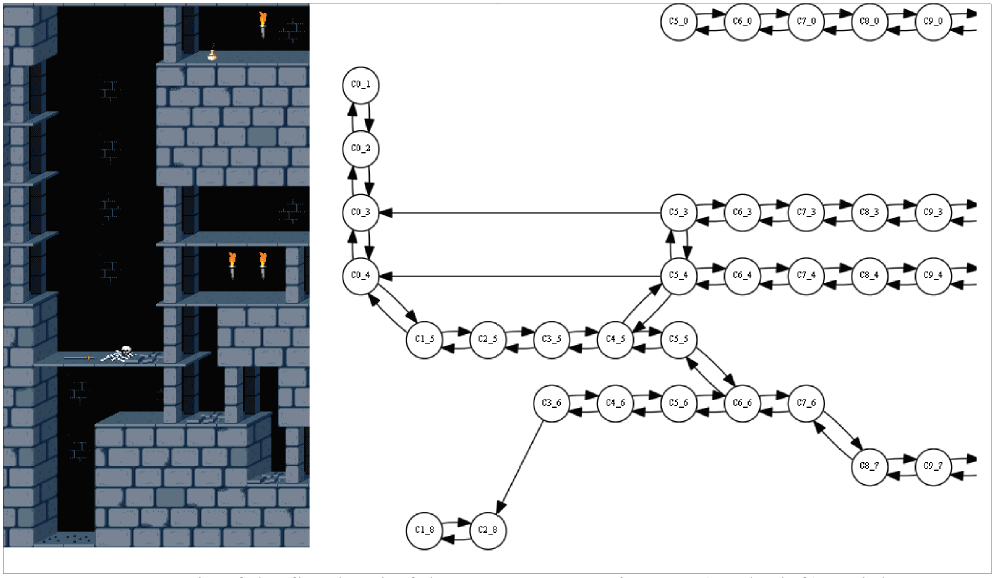 C5_0 C6_0 C7_0 C8_0 C9_0
C0_1
C0_2
C0_3 C5_3 C6_3 C7_3 C8_3 C9_3
C0_4 C5_4 C6_4 C7_4 C8_4 C9_4
C1_5 C2_5 C3_5 C4_5 C5_5
C3_6 C4_6 C5_6 C6_6 C7_6
C8_7 C9_7
C1_8 C2_8